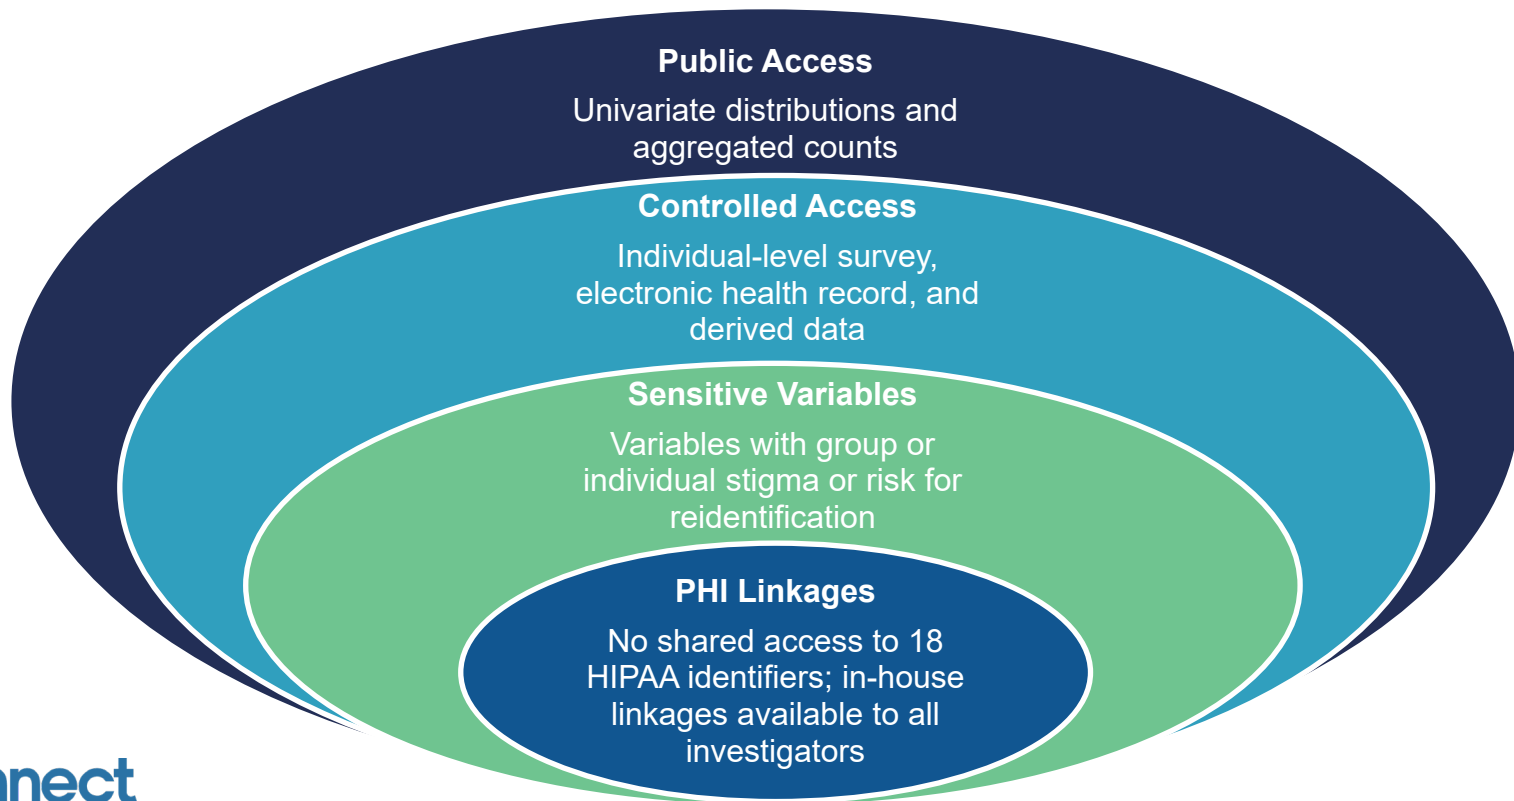 Public Access
Univariate distributions and
aggregated counts
Controlled Access
Individual-level survey,
electronic health record, and
derived data
Sensitive Variables
Variables with group or
individual stigma or risk for
reidentification
PHI Linkages
No shared access to 18
HIPAA identifiers; in-house
linkages available to all
investigators